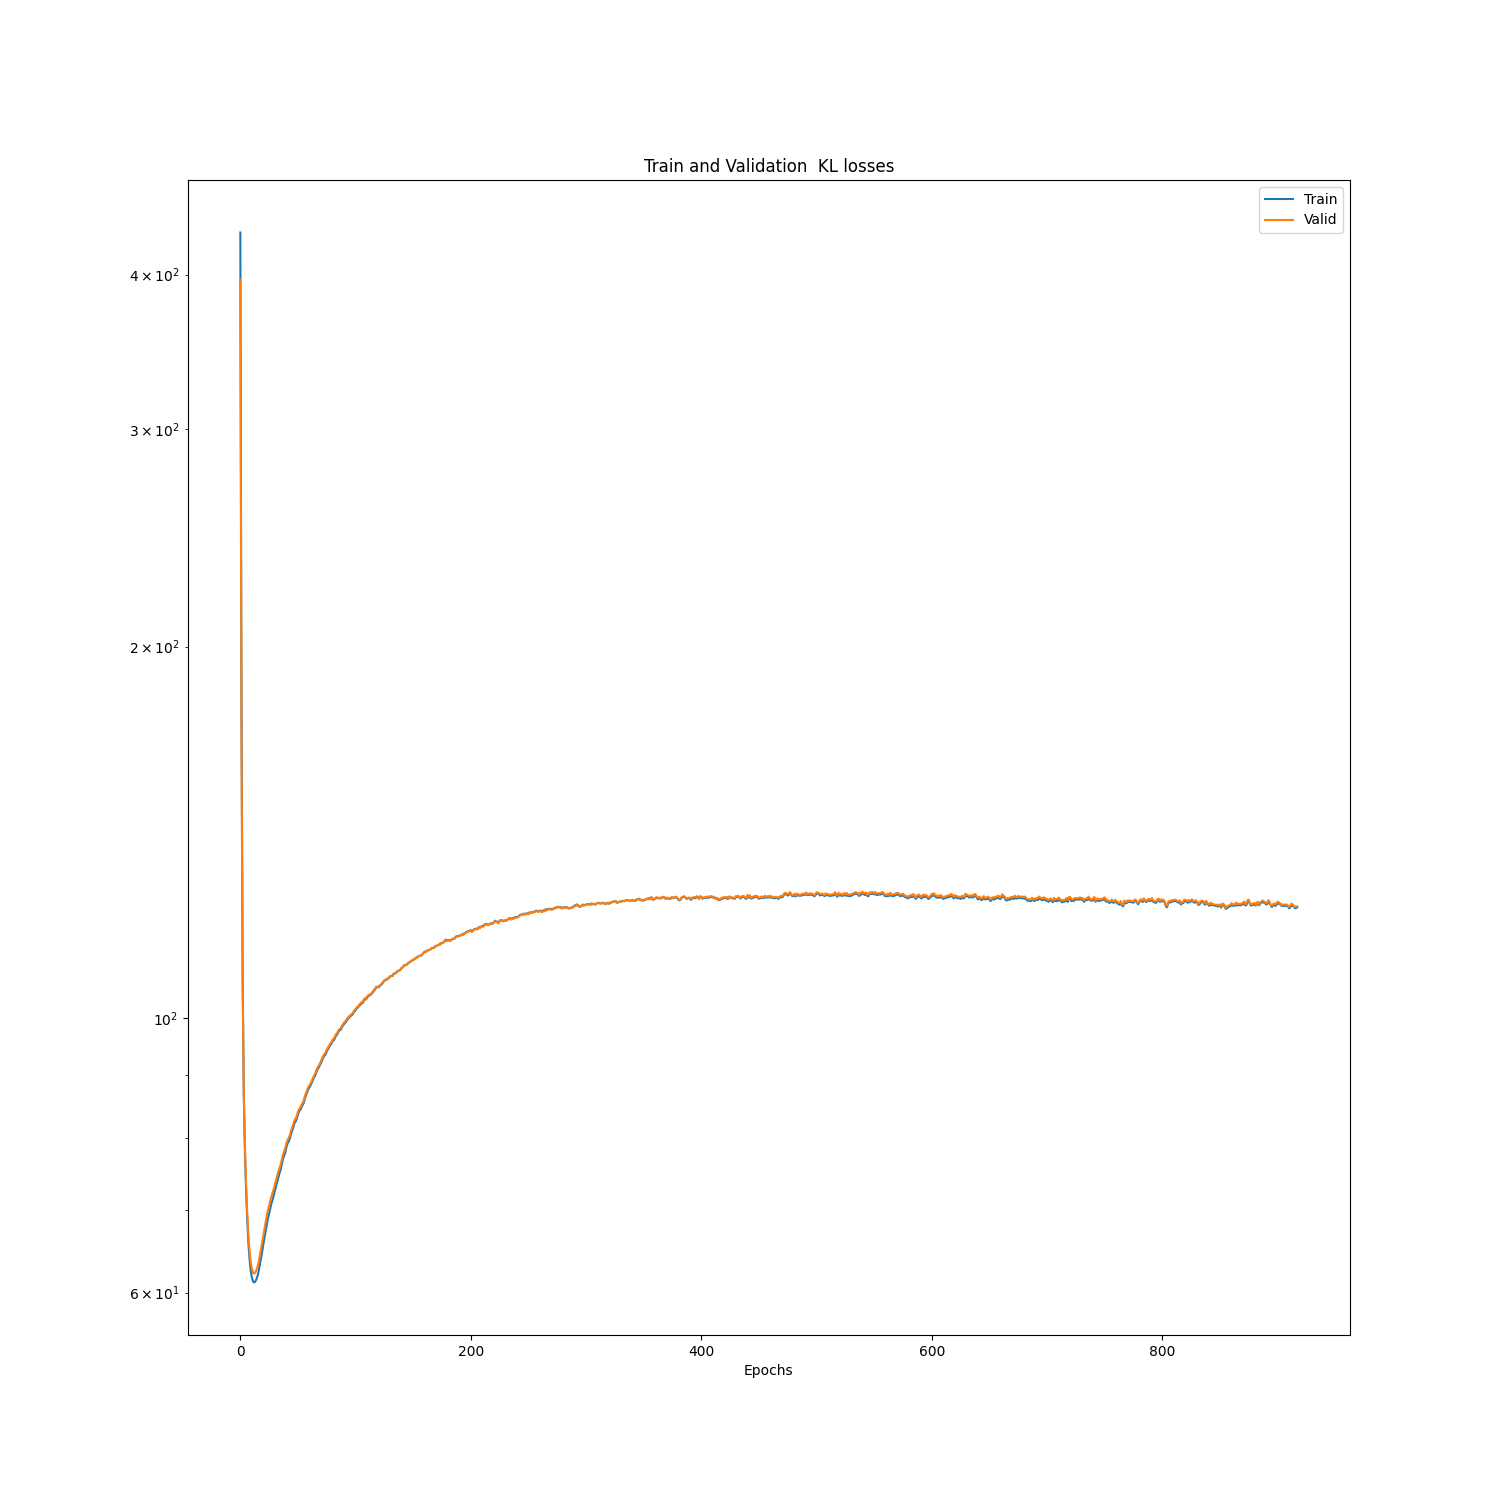 Train and Validation  KL losses
Train
Valid
4 × 10²
3 × 10²
2 × 10²
10²
6 × 10¹
0 200 400 600 800
Epochs